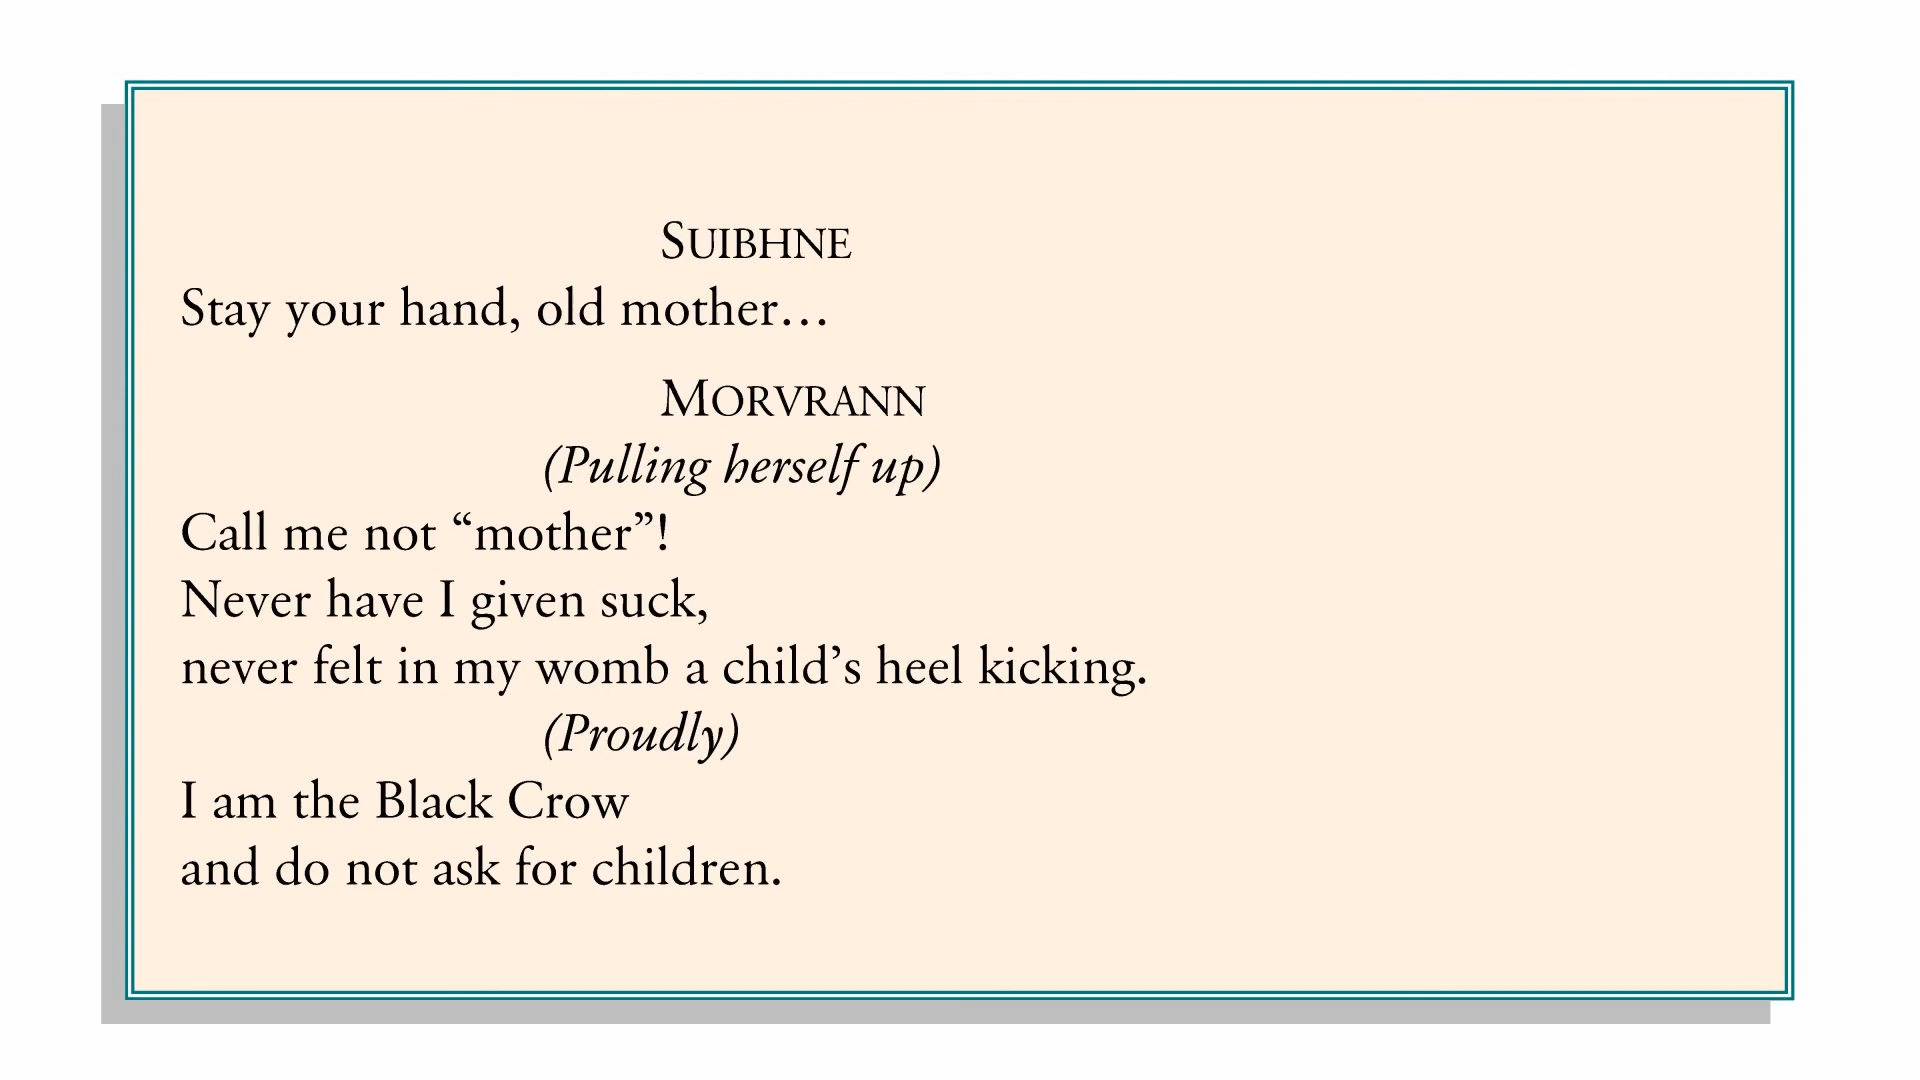 SUIBHNE
Stay your hand, old mother…
MORVRANN
(Pulling herself up)
Call me not “mother”!
Never have I given suck,
never felt in my womb a child’s heel kicking.
(Proudly)
I am the Black Crow
and do not ask for children.